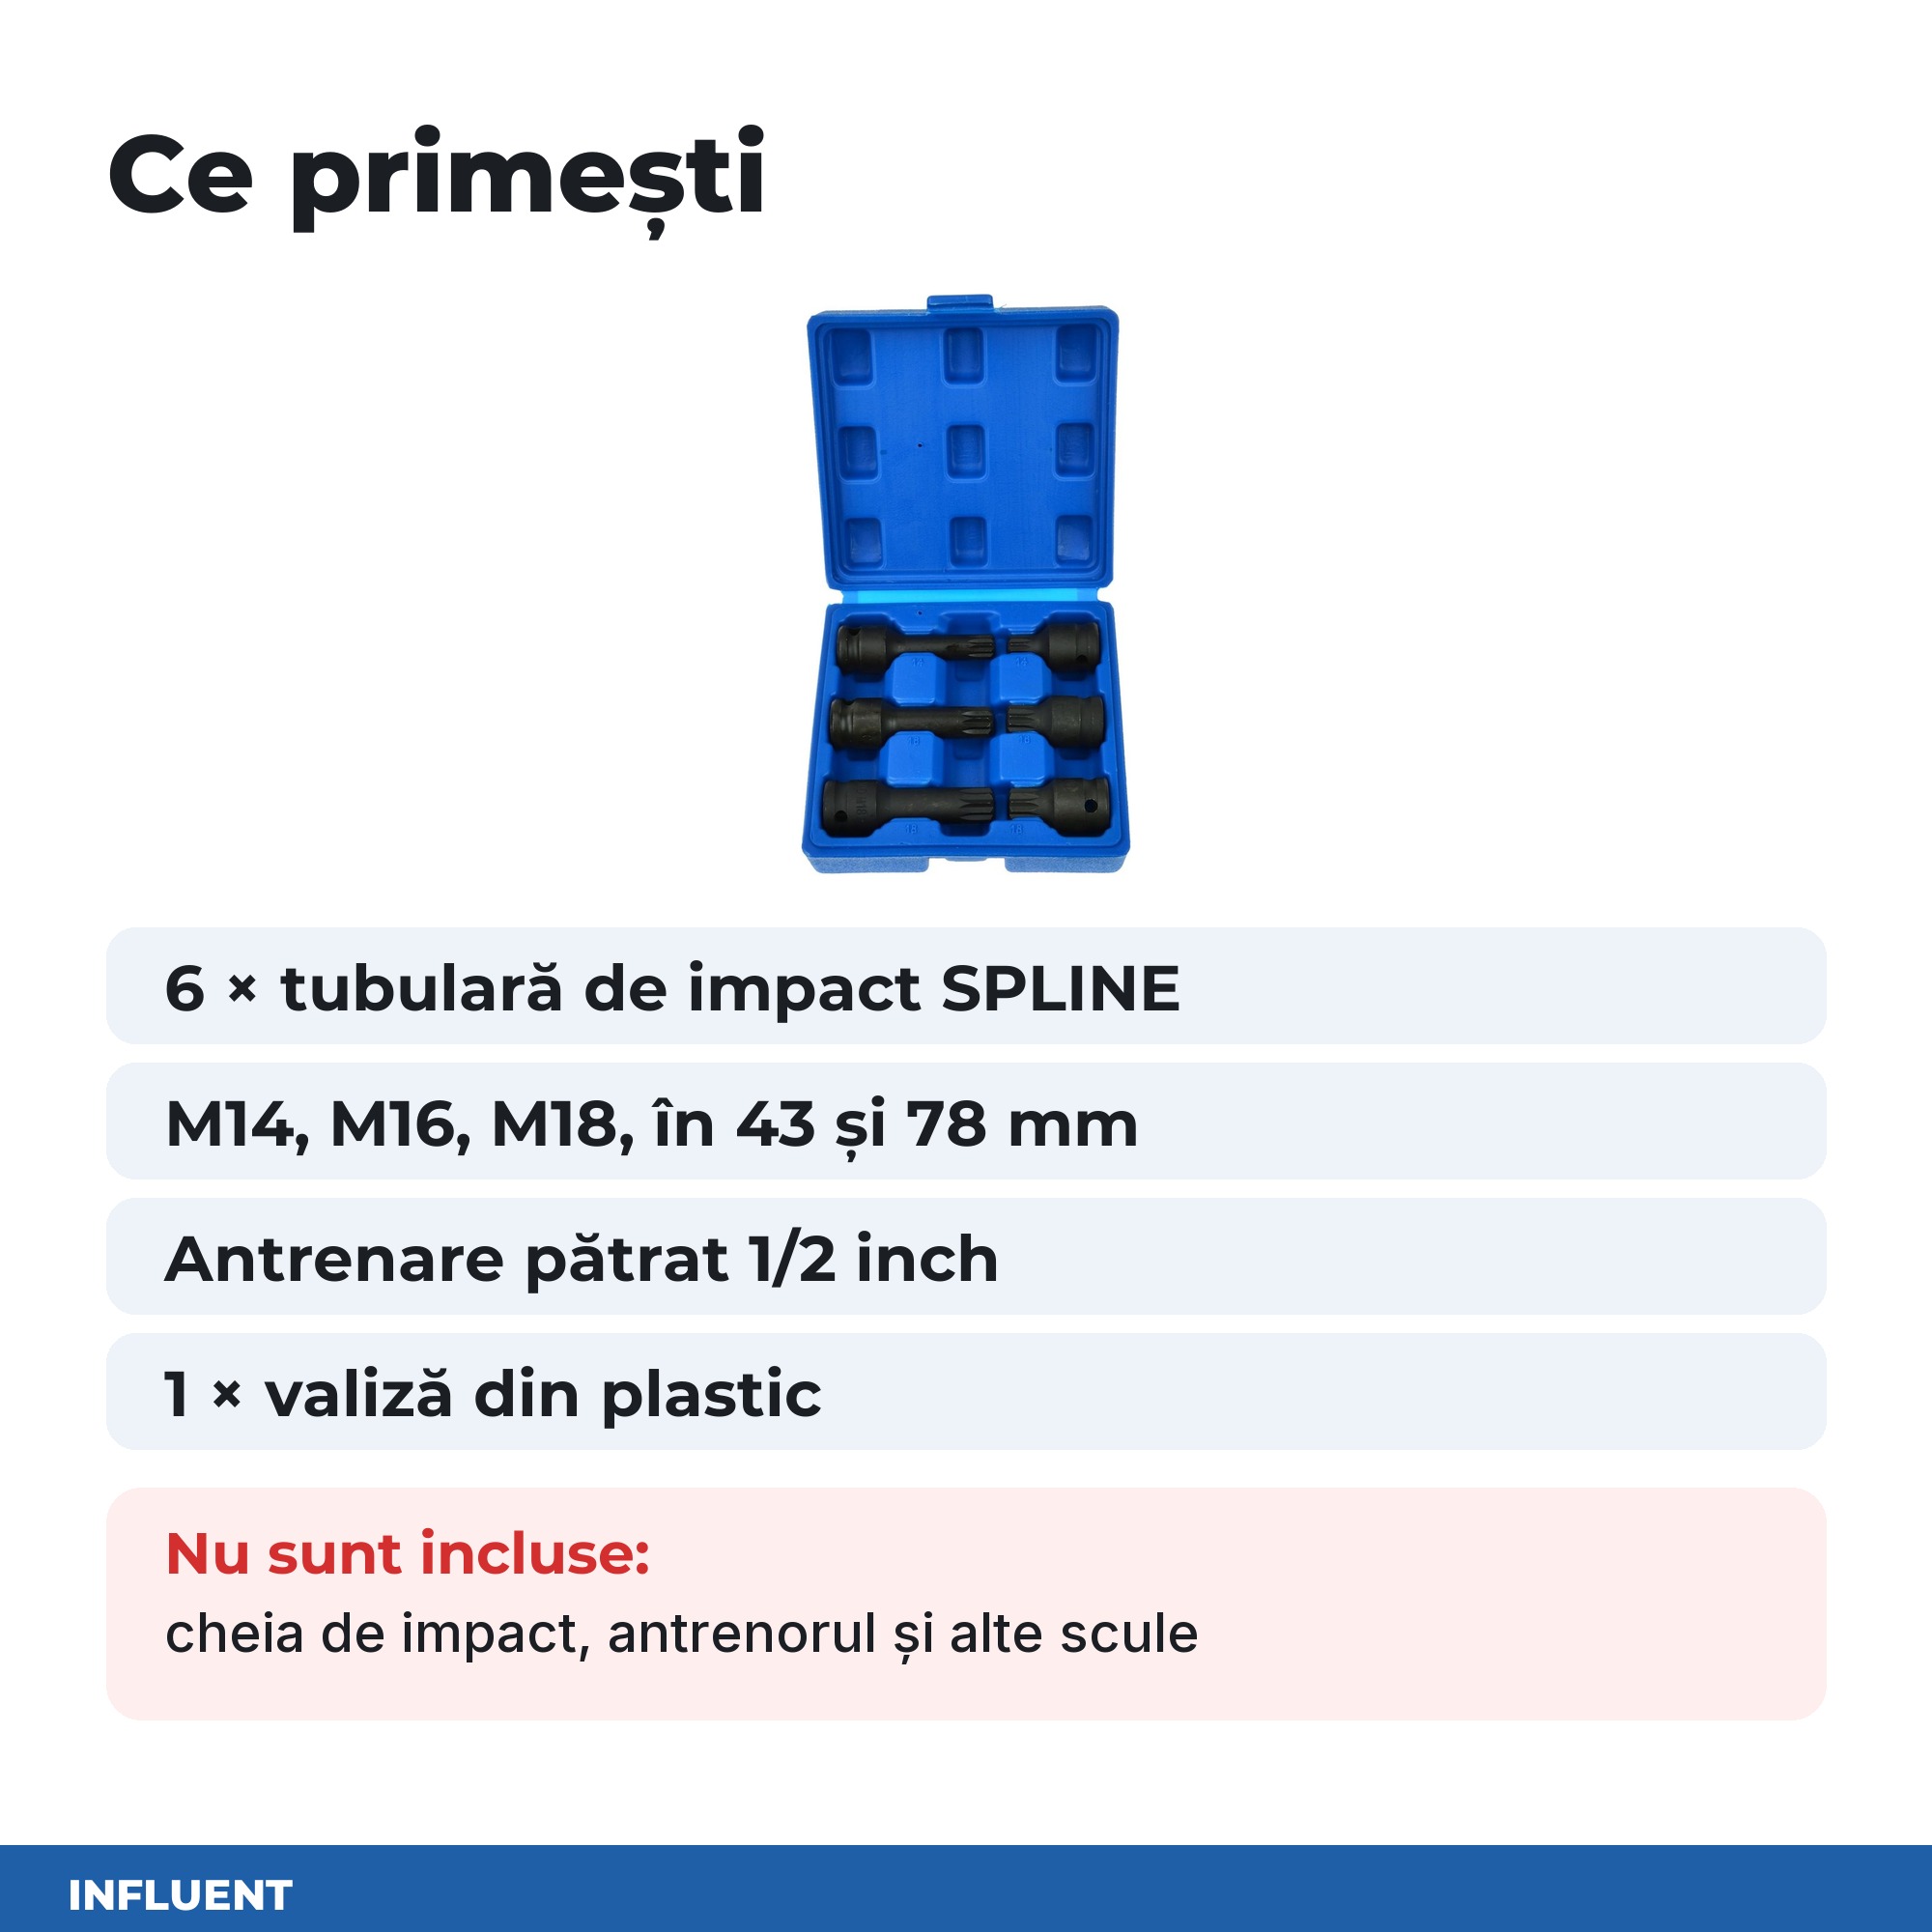 Ce primești
6 × tubulară de impact SPLINE
M14, M16, M18, în 43 și 78 mm
Antrenare pătrat 1/2 inch
1 × valiză din plastic
Nu sunt incluse:
cheia de impact, antrenorul și alte scule
INFLUENT